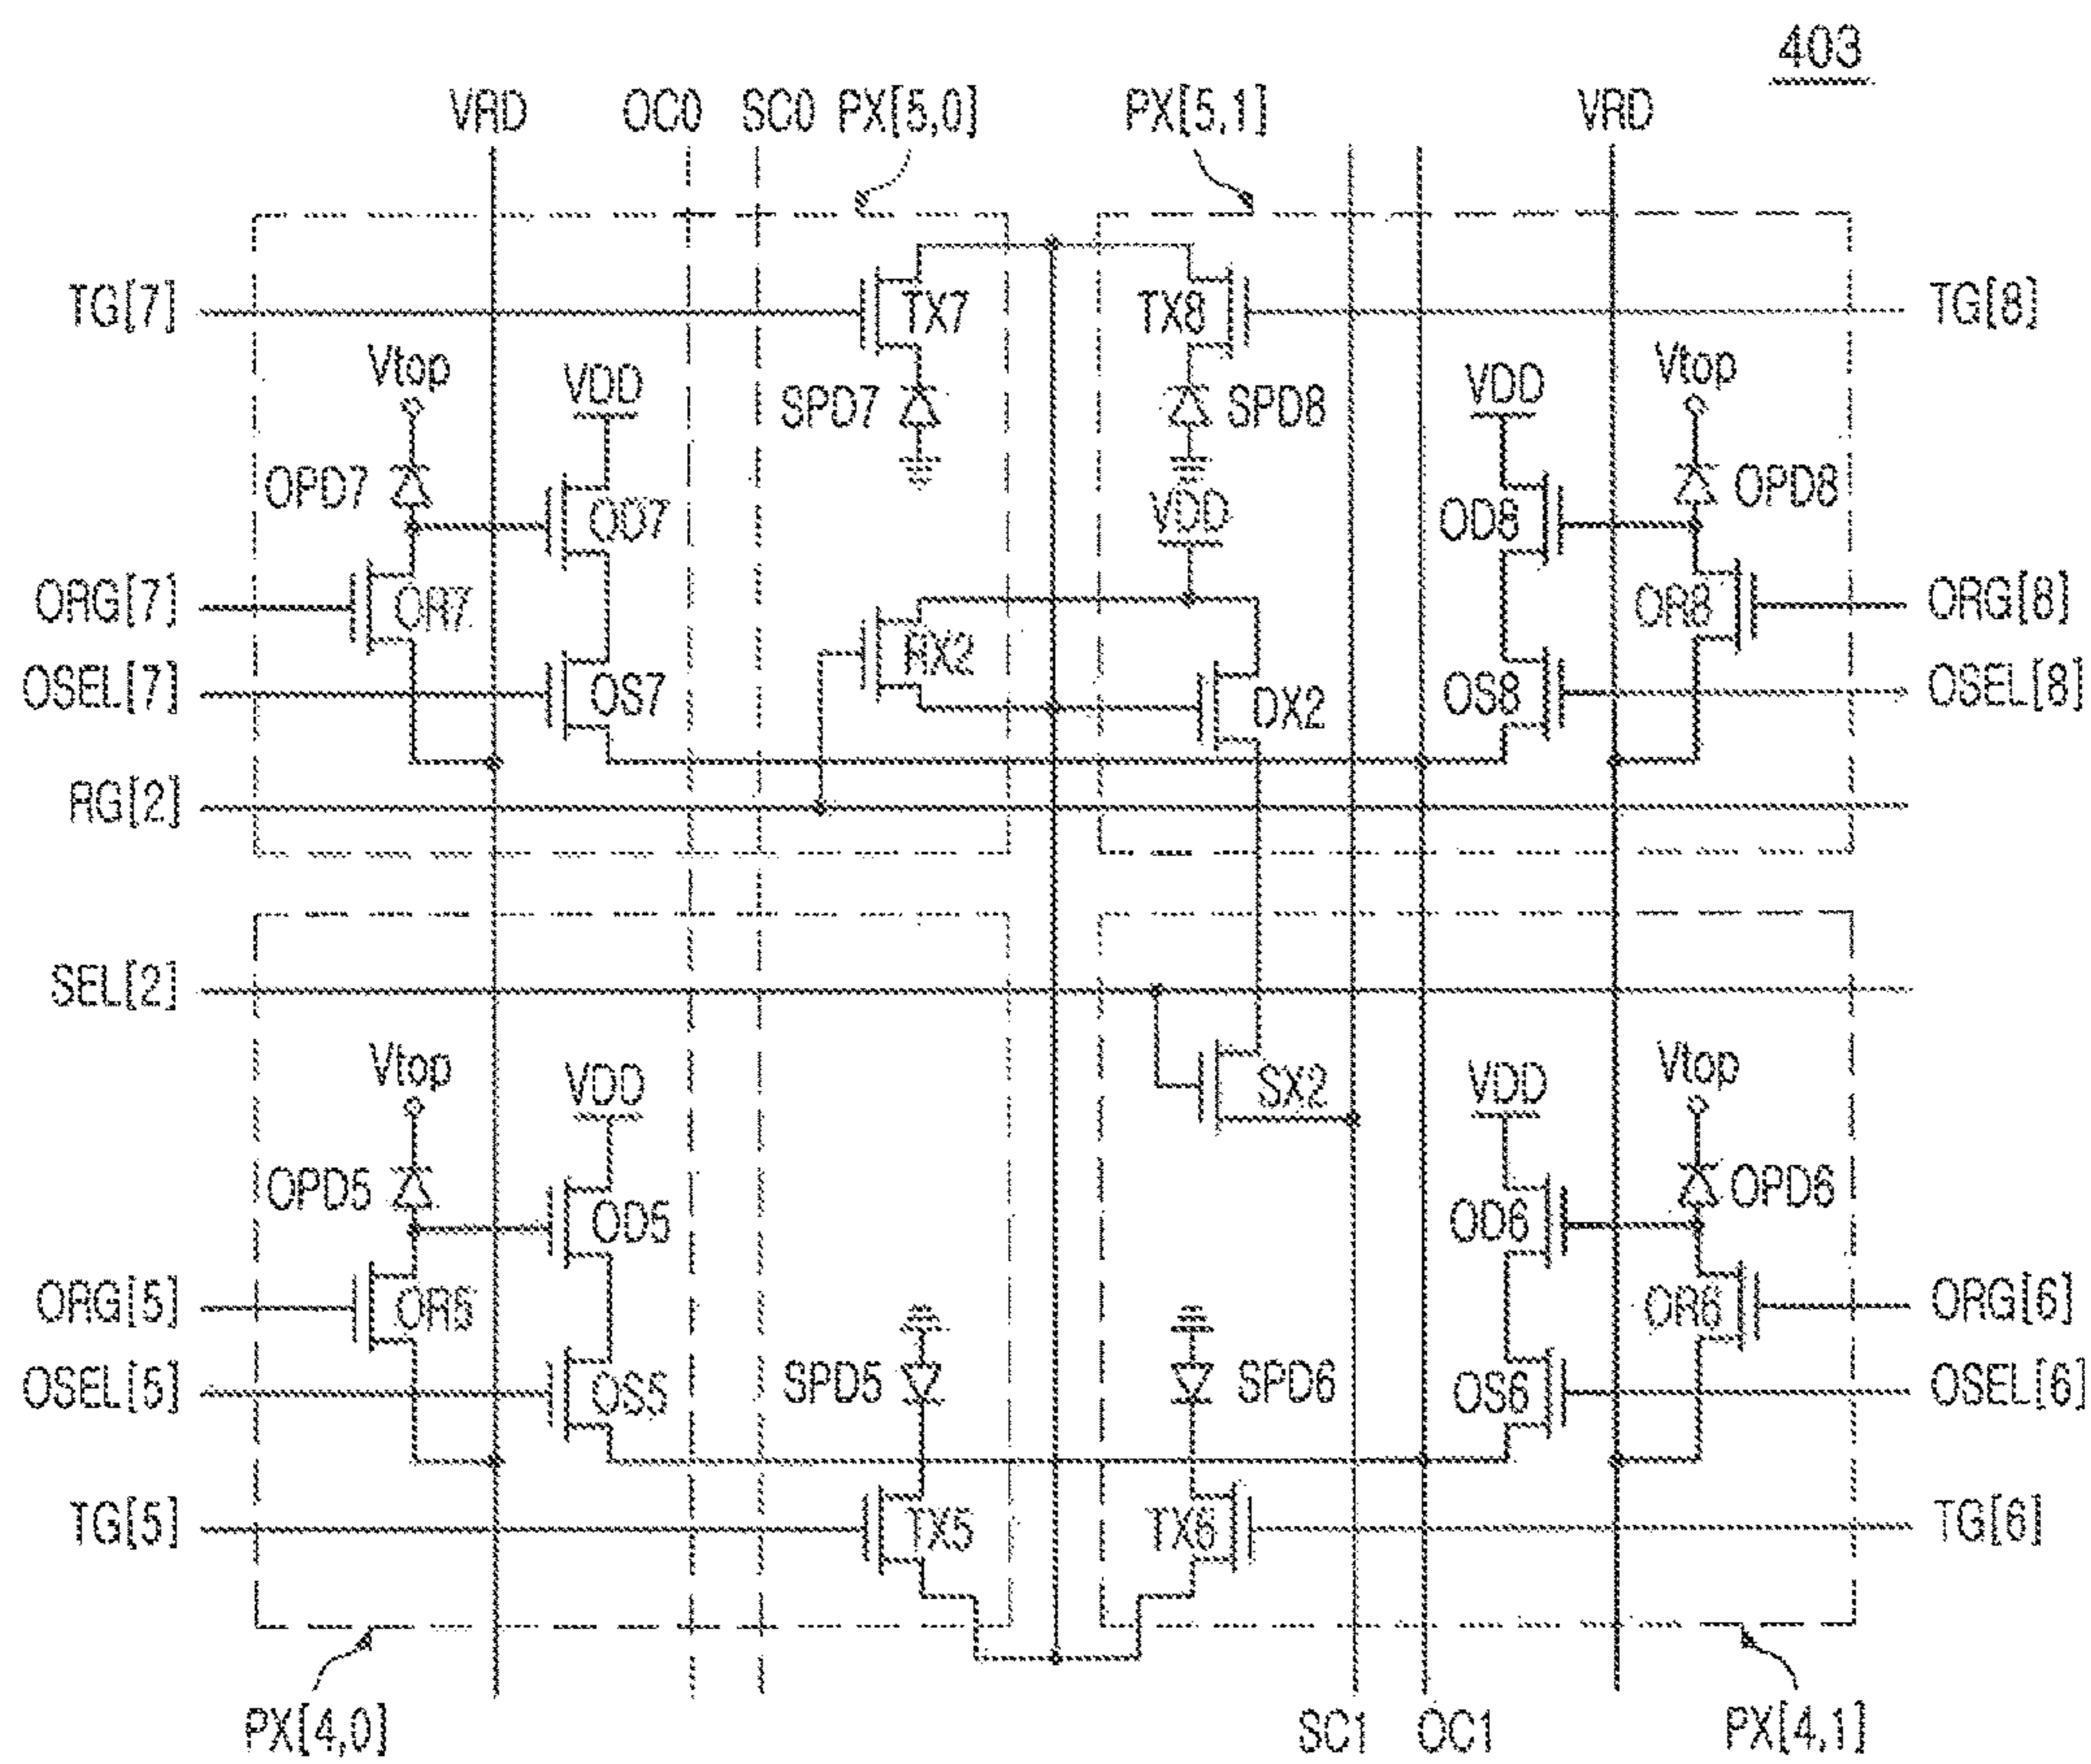 403
VRD OC0 SC0 PX[5,0] PX[5,1] VRD
TG[7] TX7 TX8 TG[8]
Vtop VDD SPD7 SPD8 VDD Vtop
OPD7 OD7 VDD OD8 OPD8
ORG[7] OR7 RX2 OR8 ORG[8]
OSEL[7] OS7 DX2 OS8 OSEL[8]
RG[2]
SEL[2]
Vtop VDD SX2 VDD Vtop
OPD5 OD5 OD6 OPD6
ORG[5] OR5 OR6 ORG[6]
OSEL[5] OS5 SPD5 SPD6 OS6 OSEL[6]
TG[5] TX5 TX6 TG[6]
PX[4,0] SC1 OC1 PX[4,1]